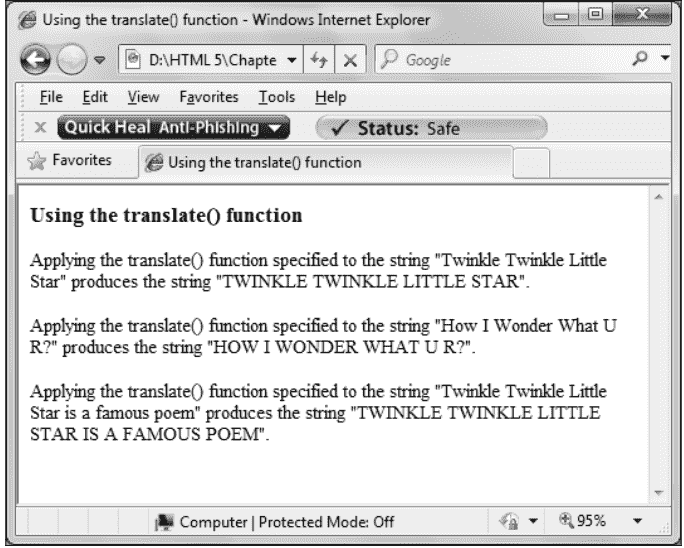 Using the translate() function - Windows Internet Explorer
D:\HTML 5\Chapte
Google
File Edit View Favorites Tools Help
Quick Heal Anti-Phishing
Status: Safe
Favorites
Using the translate() function
Using the translate() function
Applying the translate() function specified to the string "Twinkle Twinkle Little
Star" produces the string "TWINKLE TWINKLE LITTLE STAR".
Applying the translate() function specified to the string "How I Wonder What U
R?" produces the string "HOW I WONDER WHAT U R?".
Applying the translate() function specified to the string "Twinkle Twinkle Little
Star is a famous poem" produces the string "TWINKLE TWINKLE LITTLE
STAR IS A FAMOUS POEM".
Computer | Protected Mode: Off
95%